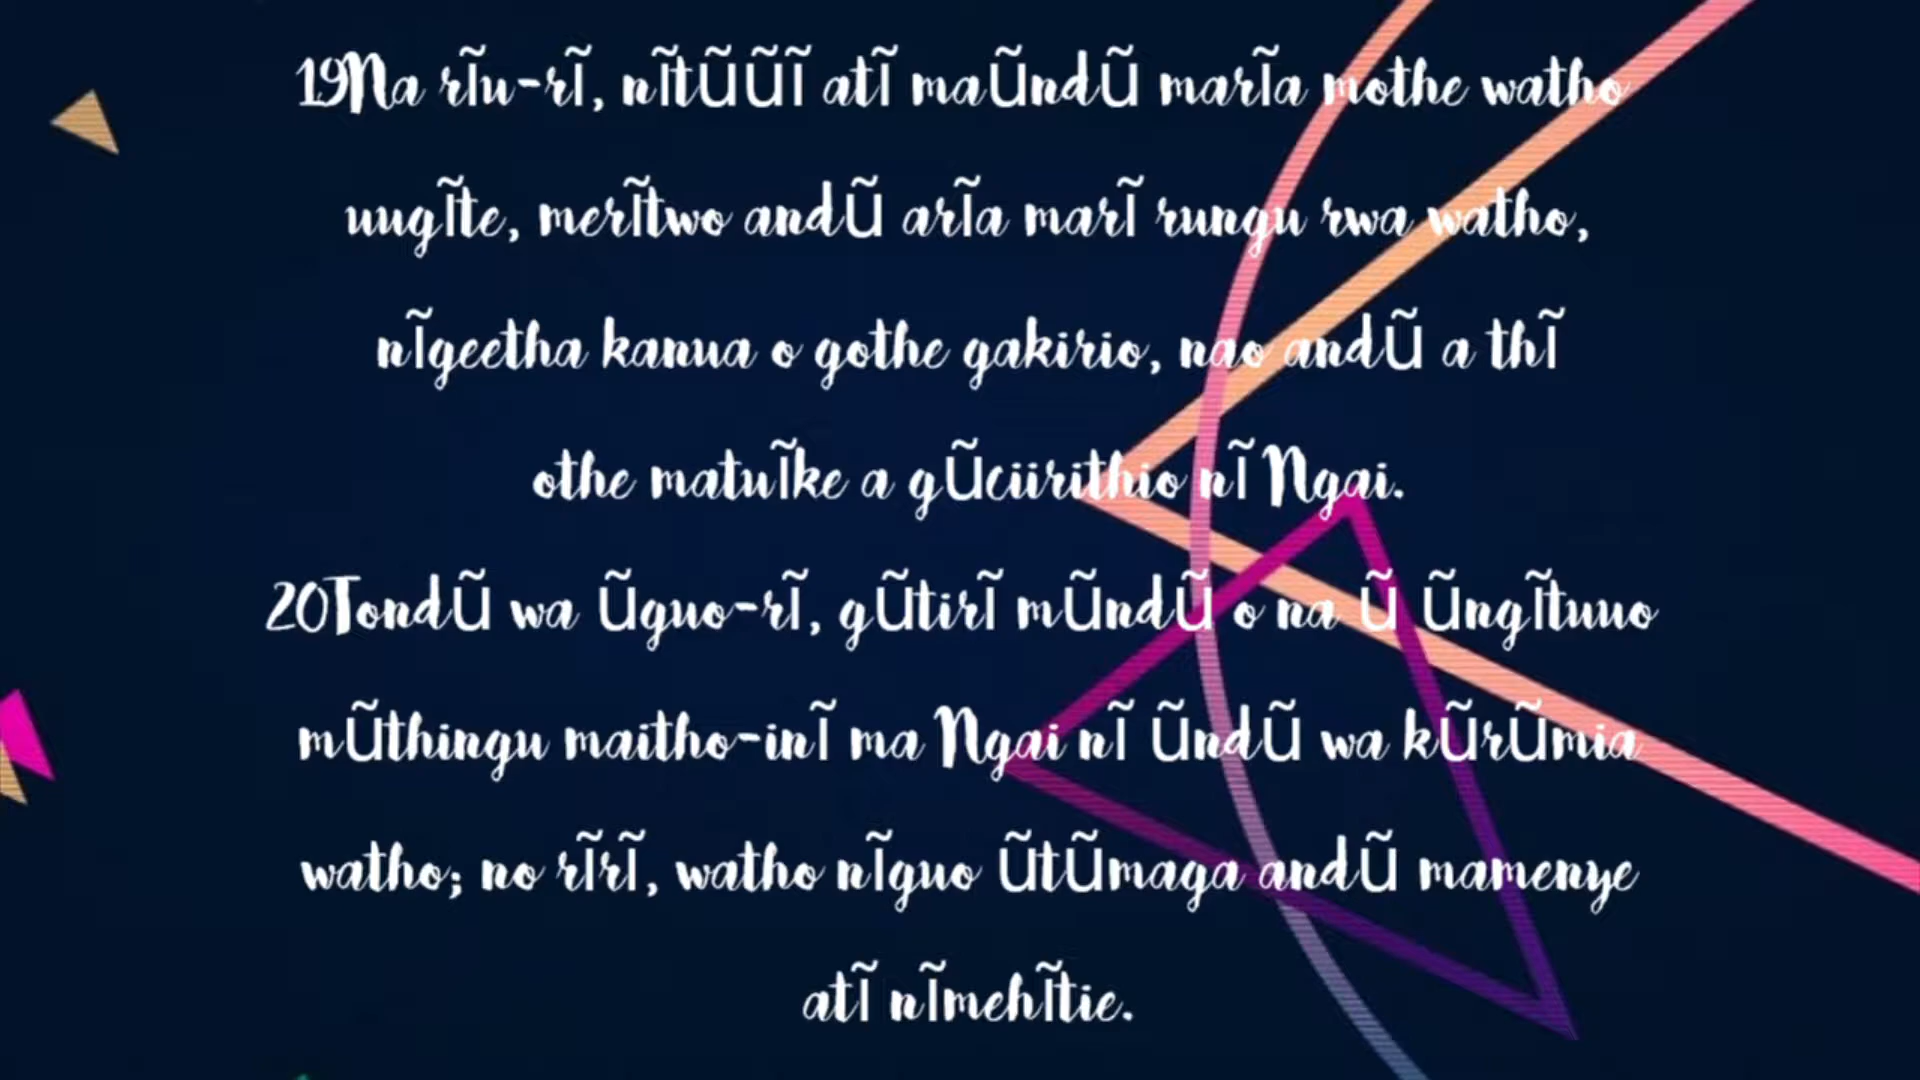 19Na rĩu-rĩ, nĩtũũĩ atĩ maũndũ marĩa mothe watho
uugĩte, merĩtwo andũ arĩa marĩ rungu rwa watho,
nĩgeetha kanua o gothe gakirio, nao andũ a thĩ
othe matuĩke a gũciirithio nĩ Ngai.
20Tondũ wa ũguo-rĩ, gũtirĩ mũndũ o na ũ ũngĩtuuo
mũthingu maitho-inĩ ma Ngai nĩ ũndũ wa kũrũmia
watho; no rĩrĩ, watho nĩguo ũtũmaga andũ mamenye
atĩ nĩmehĩtie.